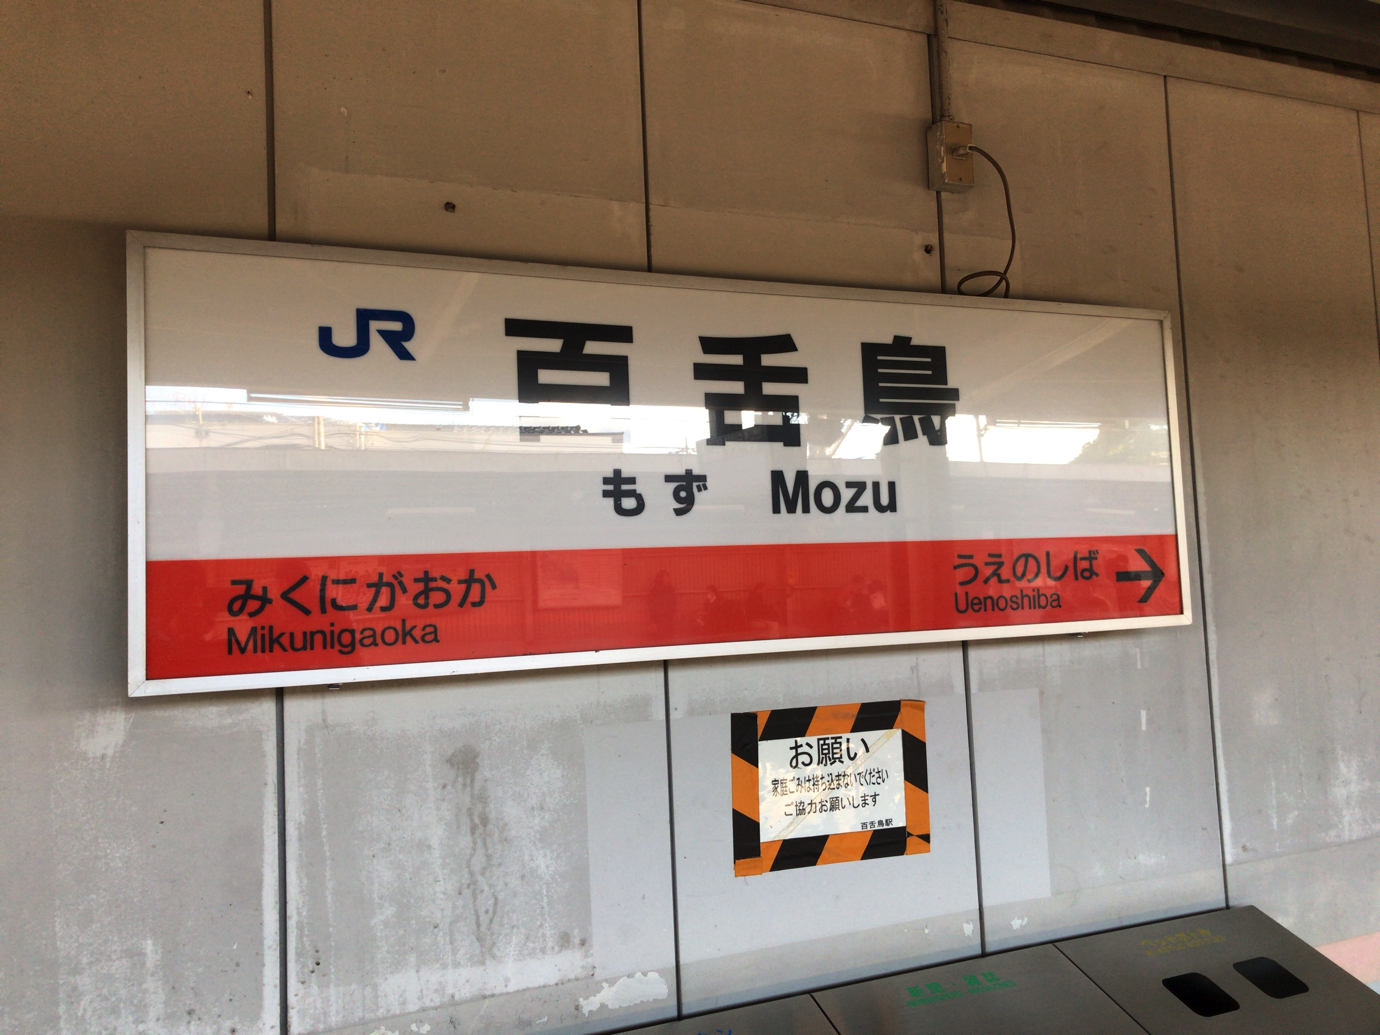 JR 百舌鳥
もず Mozu
みくにがおか
Mikunigaoka
うえのしば →
Uenoshiba
お願い
家庭ごみは持ち込まないでください
ご協力お願いします
百舌鳥駅